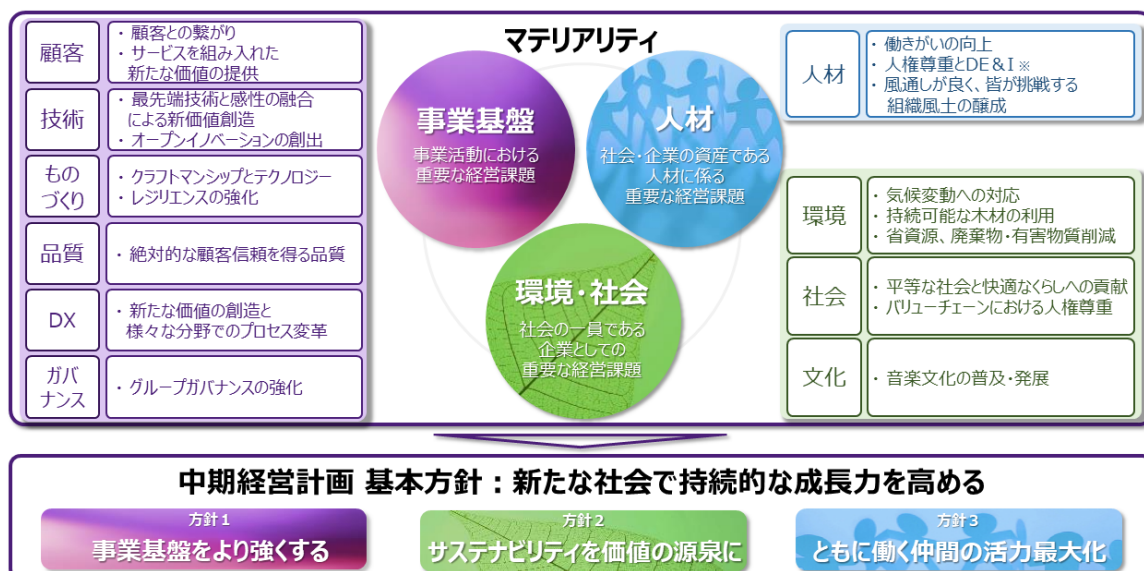 マテリアリティ
顧客
・ 顧客との繋がり
・ サービスを組み入れた
新たな価値の提供
技術
・ 最先端技術と感性の融合
による新価値創造
・ オープンイノベーションの創出
もの
づくり
・ クラフトマンシップとテクノロジー
・ レジリエンスの強化
品質
・ 絶対的な顧客信頼を得る品質
DX
・ 新たな価値の創造と
様々な分野でのプロセス変革
ガバ
ナンス
・ グループガバナンスの強化
事業基盤
事業活動における
重要な経営課題
人材
社会・企業の資産である
人材に係る
重要な経営課題
環境・社会
社会の一員である
企業としての
重要な経営課題
人材
・ 働きがいの向上
・ 人権尊重とDE&I ※
・ 風通しが良く、皆が挑戦する
組織風土の醸成
環境
・ 気候変動への対応
・ 持続可能な木材の利用
・ 省資源、廃棄物・有害物質削減
社会
・ 平等な社会と快適なくらしへの貢献
・ バリューチェーンにおける人権尊重
文化
・ 音楽文化の普及・発展
中期経営計画 基本方針：新たな社会で持続的な成長力を高める
方針1
事業基盤をより強くする
方針2
サステナビリティを価値の源泉に
方針3
ともに働く仲間の活力最大化